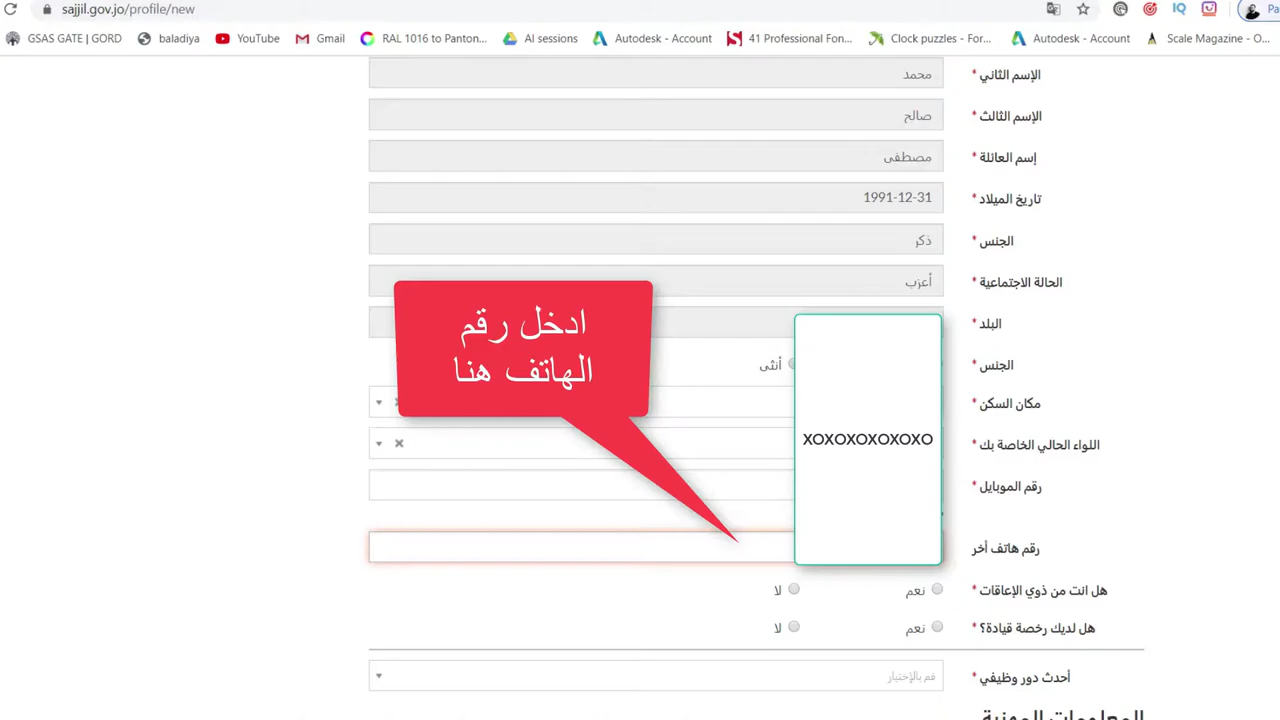 sajjil.gov.jo/profile/new
Pa
GSAS GATE | GORD
baladiya
YouTube
Gmail
RAL 1016 to Panton...
AI sessions
Autodesk - Account
41 Professional Fon...
Clock puzzles - For...
Autodesk - Account
Scale Magazine - O...
الإسم الثاني *
محمد
الإسم الثالث *
صالح
إسم العائلة *
مصطفى
تاريخ الميلاد *
1991-12-31
الجنس *
ذكر
الحالة الاجتماعية *
أعزب
البلد *
ادخل رقم
الهاتف هنا
الجنس *
أنثى
مكان السكن *
اللواء الحالي الخاصة بك *
XOXOXOXOXOXO
رقم الموبايل *
رقم هاتف أخر
هل انت من ذوي الإعاقات *
نعم
لا
هل لديك رخصة قيادة؟ *
نعم
لا
أحدث دور وظيفي *
قم بالإختيار
المعلومات المهنية